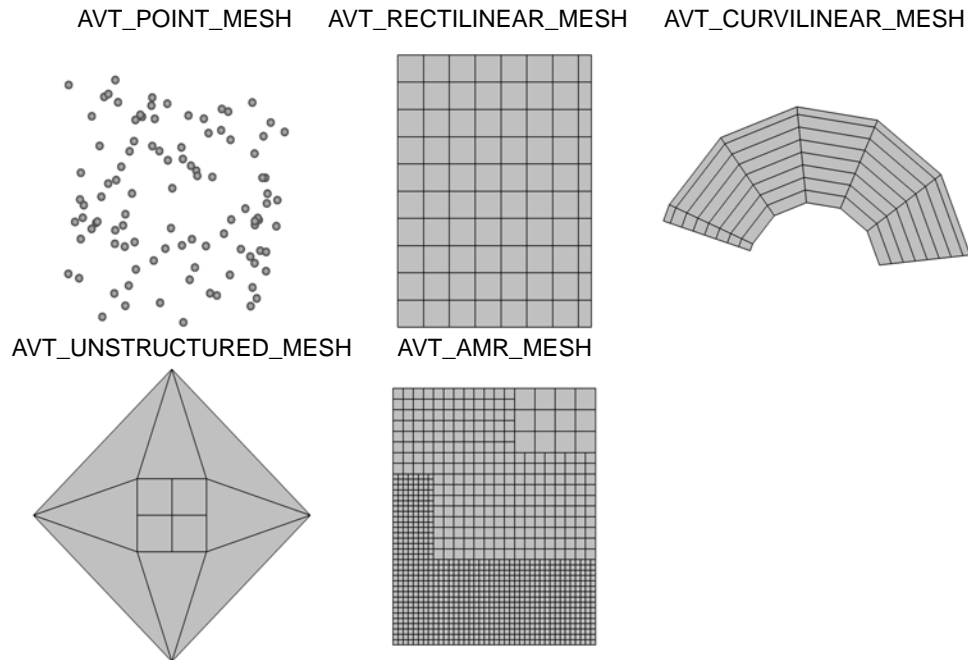 AVT_POINT_MESH
AVT_RECTILINEAR_MESH
AVT_CURVILINEAR_MESH
AVT_UNSTRUCTURED_MESH
AVT_AMR_MESH